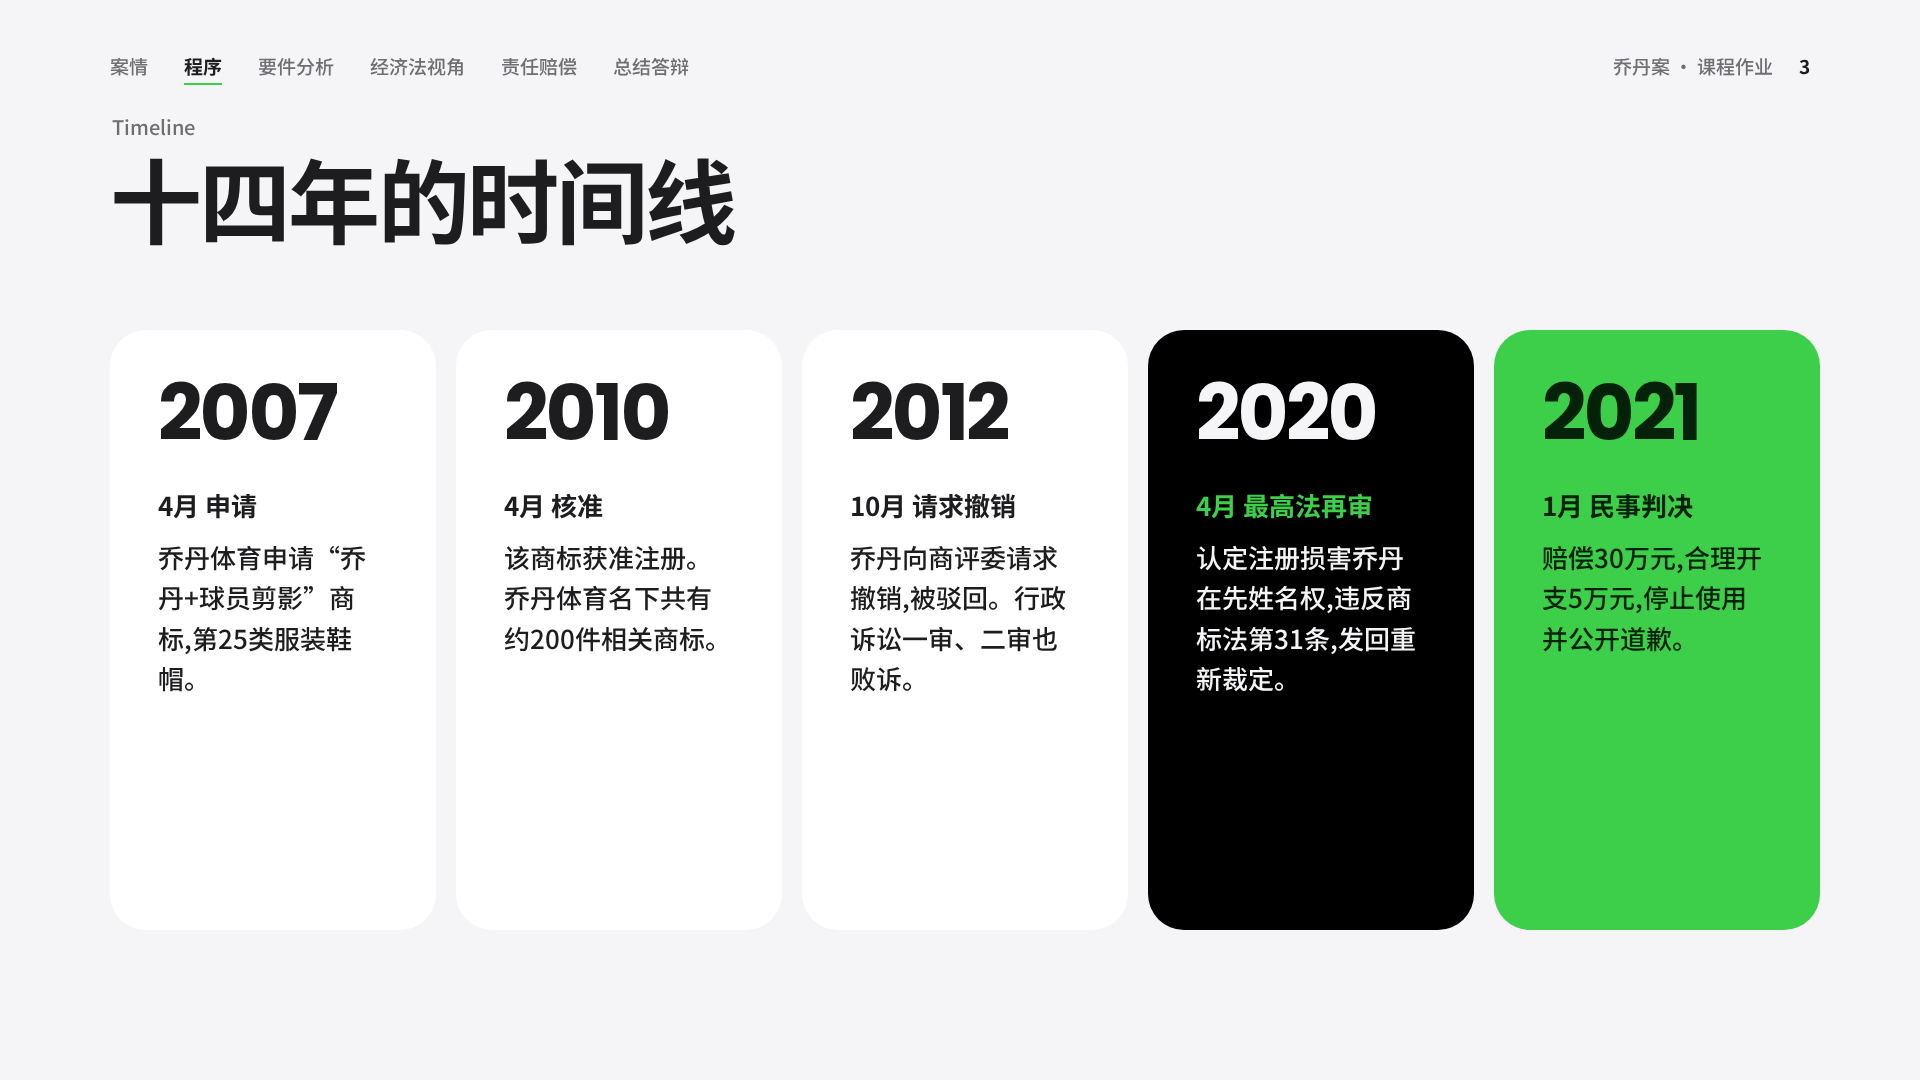 案情 程序 要件分析 经济法视角 责任赔偿 总结答辩 乔丹案 · 课程作业 3
Timeline
十四年的时间线
2007
4月 申请
乔丹体育申请“乔
丹+球员剪影”商
标,第25类服装鞋
帽。
2010
4月 核准
该商标获准注册。
乔丹体育名下共有
约200件相关商标。
2012
10月 请求撤销
乔丹向商评委请求
撤销,被驳回。行政
诉讼一审、二审也
败诉。
2020
4月 最高法再审
认定注册损害乔丹
在先姓名权,违反商
标法第31条,发回重
新裁定。
2021
1月 民事判决
赔偿30万元,合理开
支5万元,停止使用
并公开道歉。